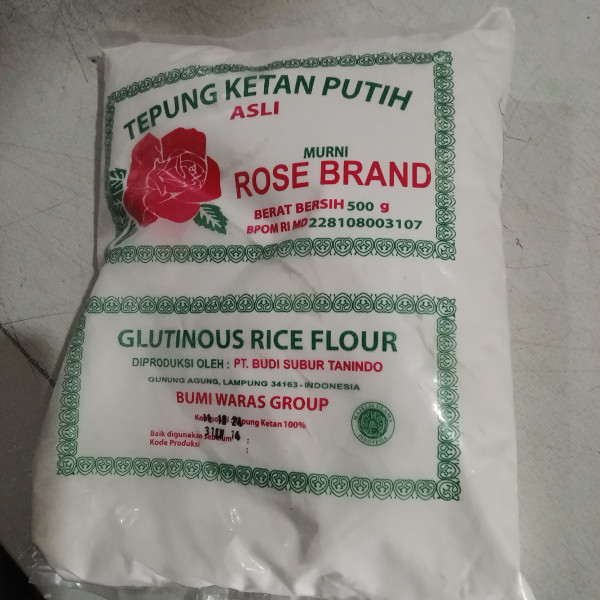 TEPUNG KETAN PUTIH
ASLI
MURNI
ROSE BRAND
BERAT BERSIH 500 g
BPOM RI MD 228108003107
GLUTINOUS RICE FLOUR
DIPRODUKSI OLEH : PT. BUDI SUBUR TANINDO
GUNUNG AGUNG, LAMPUNG 34163 - INDONESIA
BUMI WARAS GROUP
Tepung Ketan 100%
Baik digunakan sebelum :
Kode Produksi :